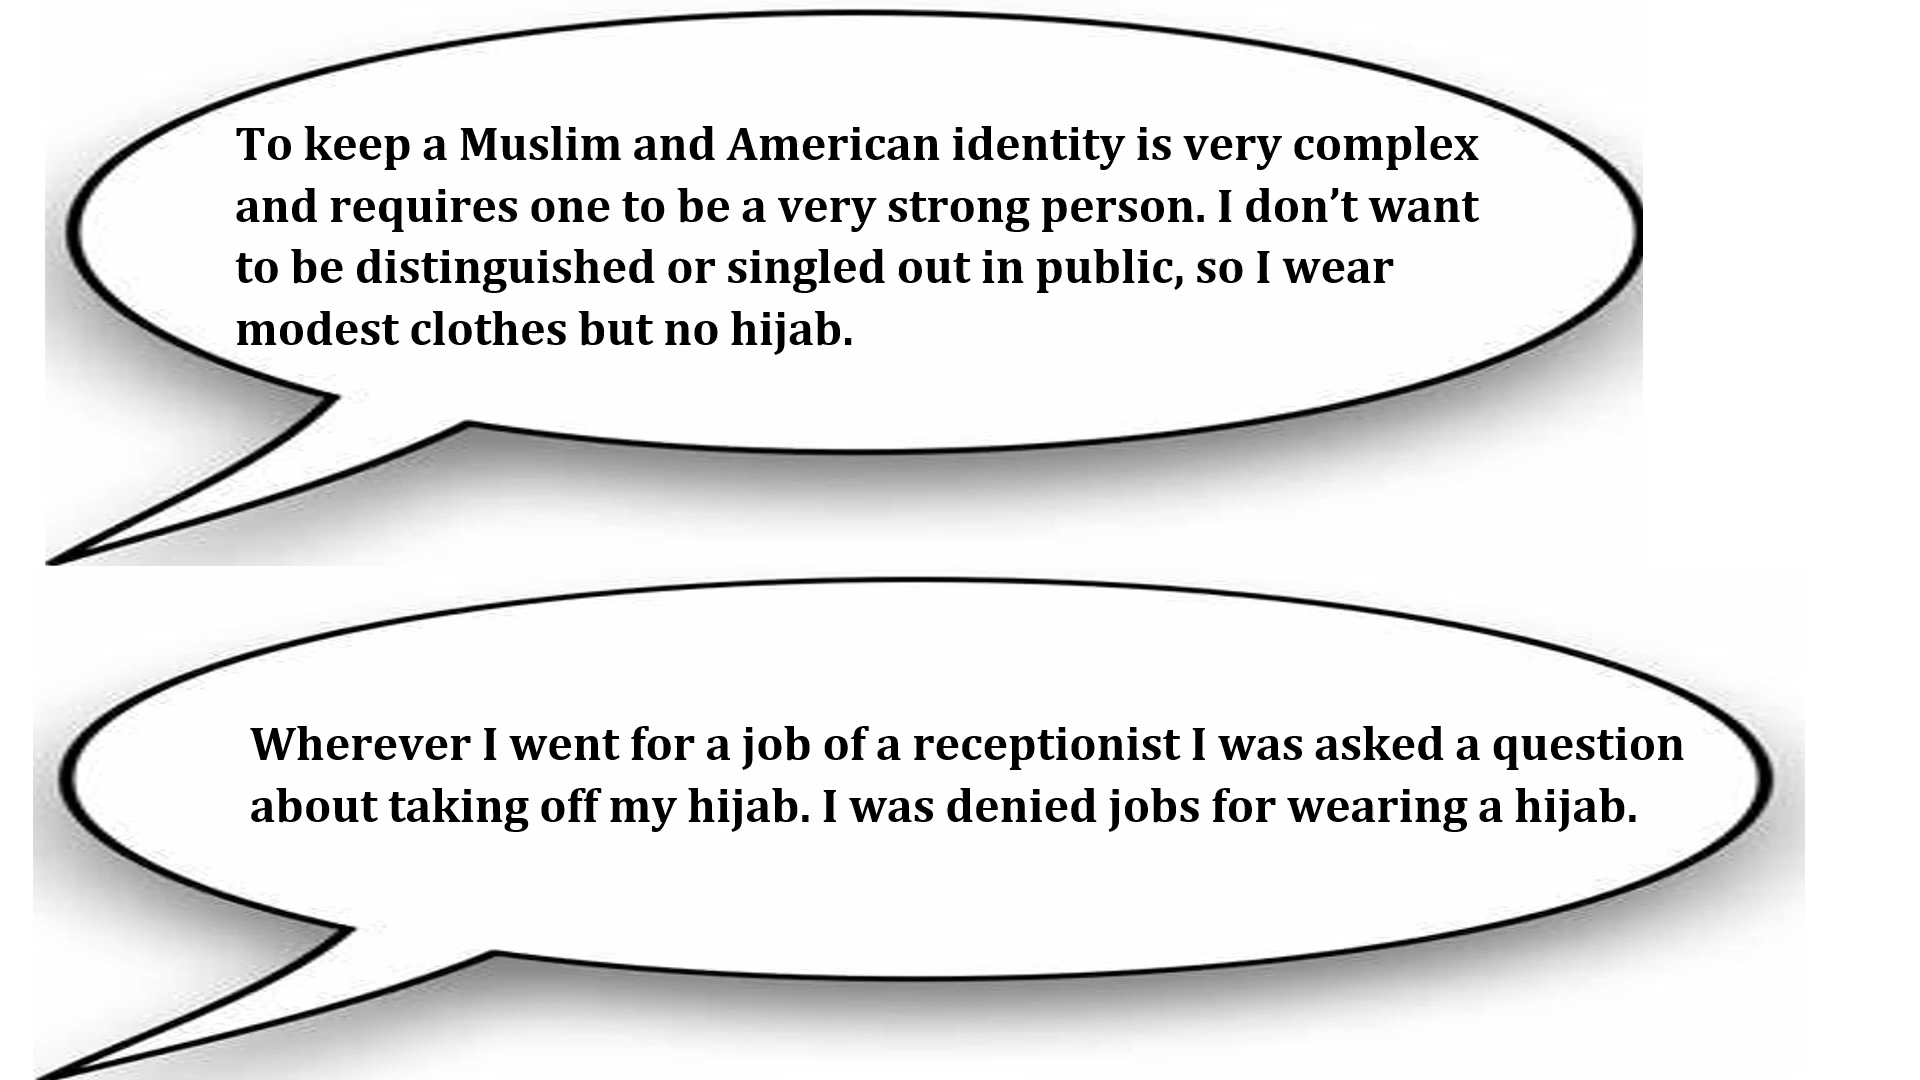 To keep a Muslim and American identity is very complex
and requires one to be a very strong person. I don’t want
to be distinguished or singled out in public, so I wear
modest clothes but no hijab.
Wherever I went for a job of a receptionist I was asked a question
about taking off my hijab. I was denied jobs for wearing a hijab.